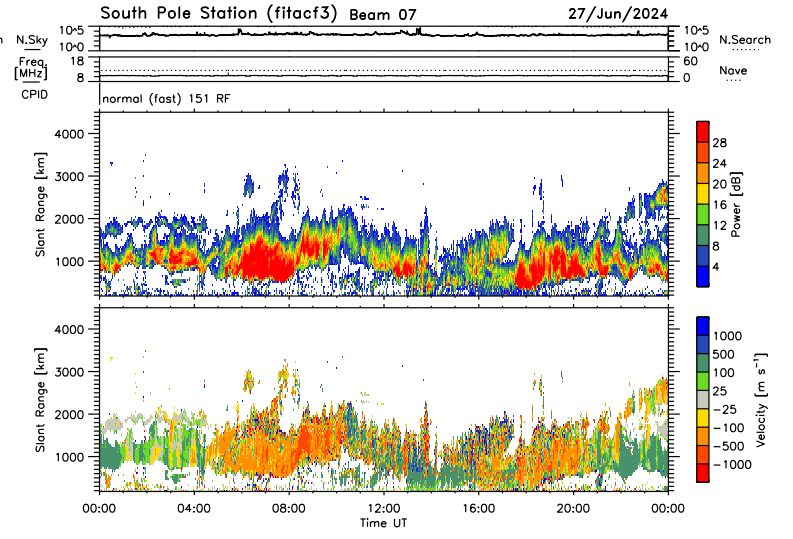 South Pole Station (fitacf3) Beam 07 27/Jun/2024
N.Sky 10^5 10^5 N.Search
10^0 10^0
Freq. 18 60
[MHz] Nave
8 0
CPID normal (fast) 151 RF
4000
3000
2000
1000
Slant Range [km]
28
24
20
16
12
8
4
Power [dB]
4000
3000
2000
1000
Slant Range [km]
1000
500
100
25
-25
-100
-500
-1000
Velocity [m s^-1]
00:00 04:00 08:00 12:00 16:00 20:00 00:00
Time UT